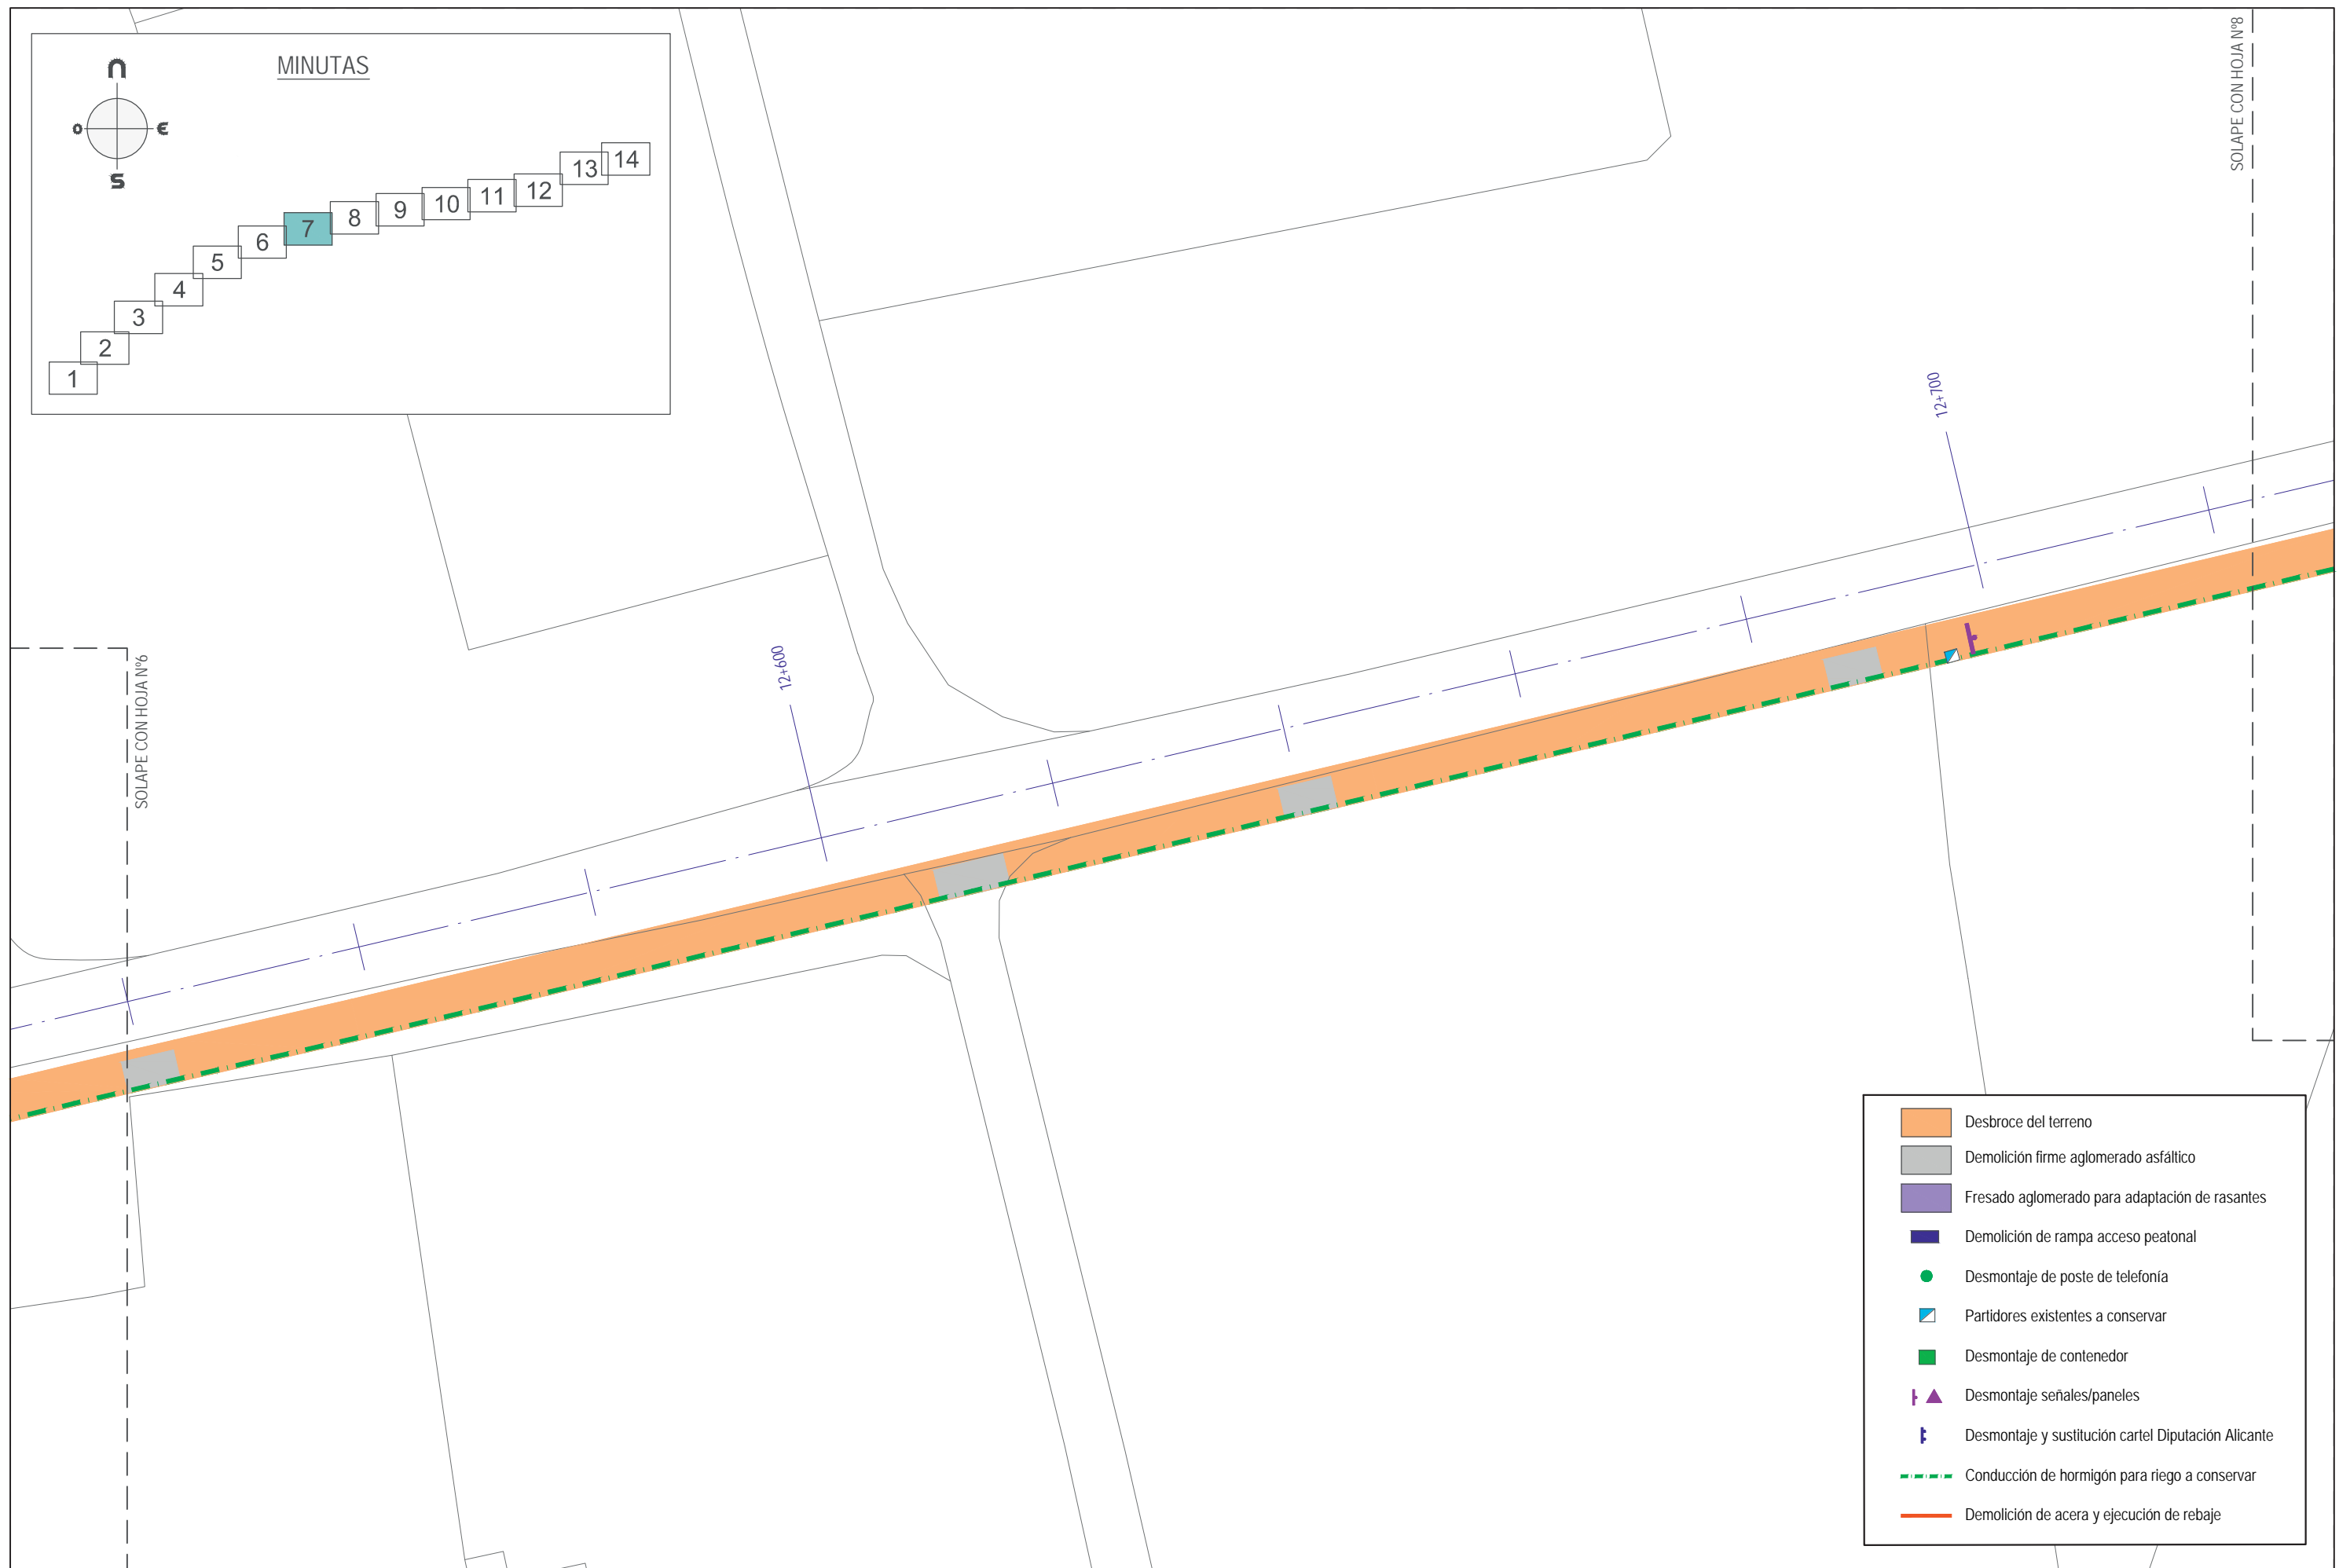 MINUTAS
N
O
E
S
1
2
3
4
5
6
7
8
9
10
11
12
13
14
SOLAPE CON HOJA Nº8
SOLAPE CON HOJA Nº6
12+600
12+700
Desbroce del terreno
Demolición firme aglomerado asfáltico
Fresado aglomerado para adaptación de rasantes
Demolición de rampa acceso peatonal
Desmontaje de poste de telefonía
Partidores existentes a conservar
Desmontaje de contenedor
Desmontaje señales/paneles
Desmontaje y sustitución cartel Diputación Alicante
Conducción de hormigón para riego a conservar
Demolición de acera y ejecución de rebaje